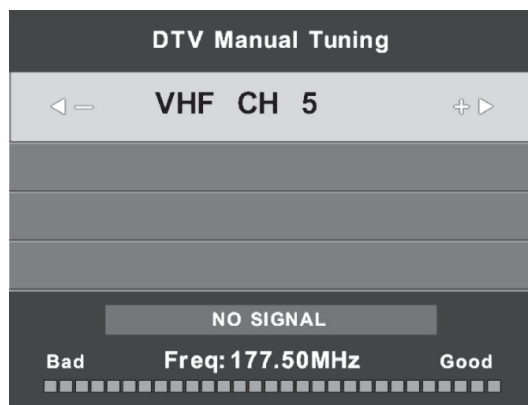 DTV Manual Tuning
VHF CH 5
NO SIGNAL
Bad Freq:177.50MHz Good